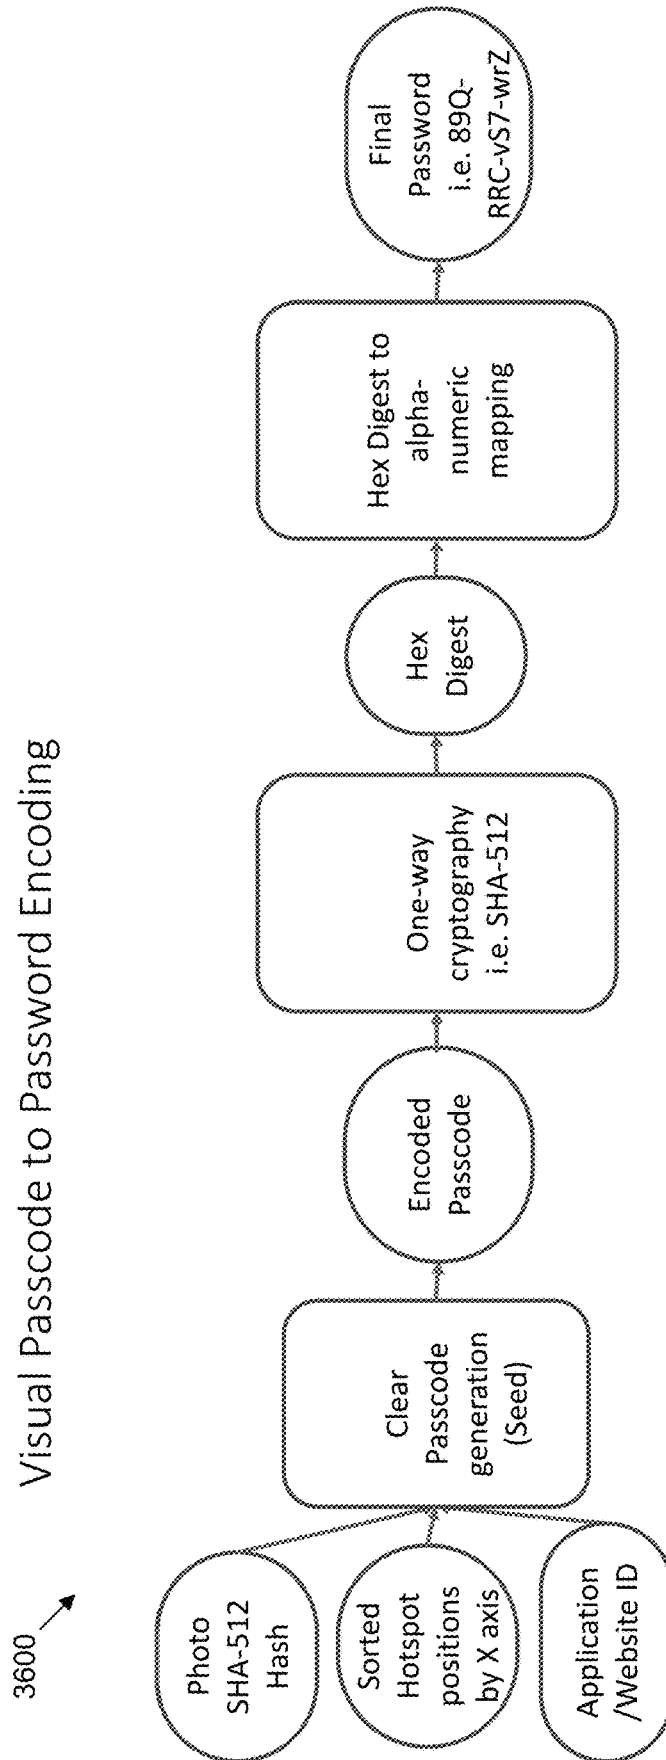 3600
Visual Passcode to Password Encoding
Photo
SHA-512
Hash
Sorted
Hotspot
positions
by X axis
Application
/Website ID
Clear
Passcode
generation
(Seed)
Encoded
Passcode
One-way
cryptography
i.e. SHA-512
Hex
Digest
Hex Digest to
alpha-
numeric
mapping
Final
Password
i.e. 89Q-
RRC-vS7-wrZ